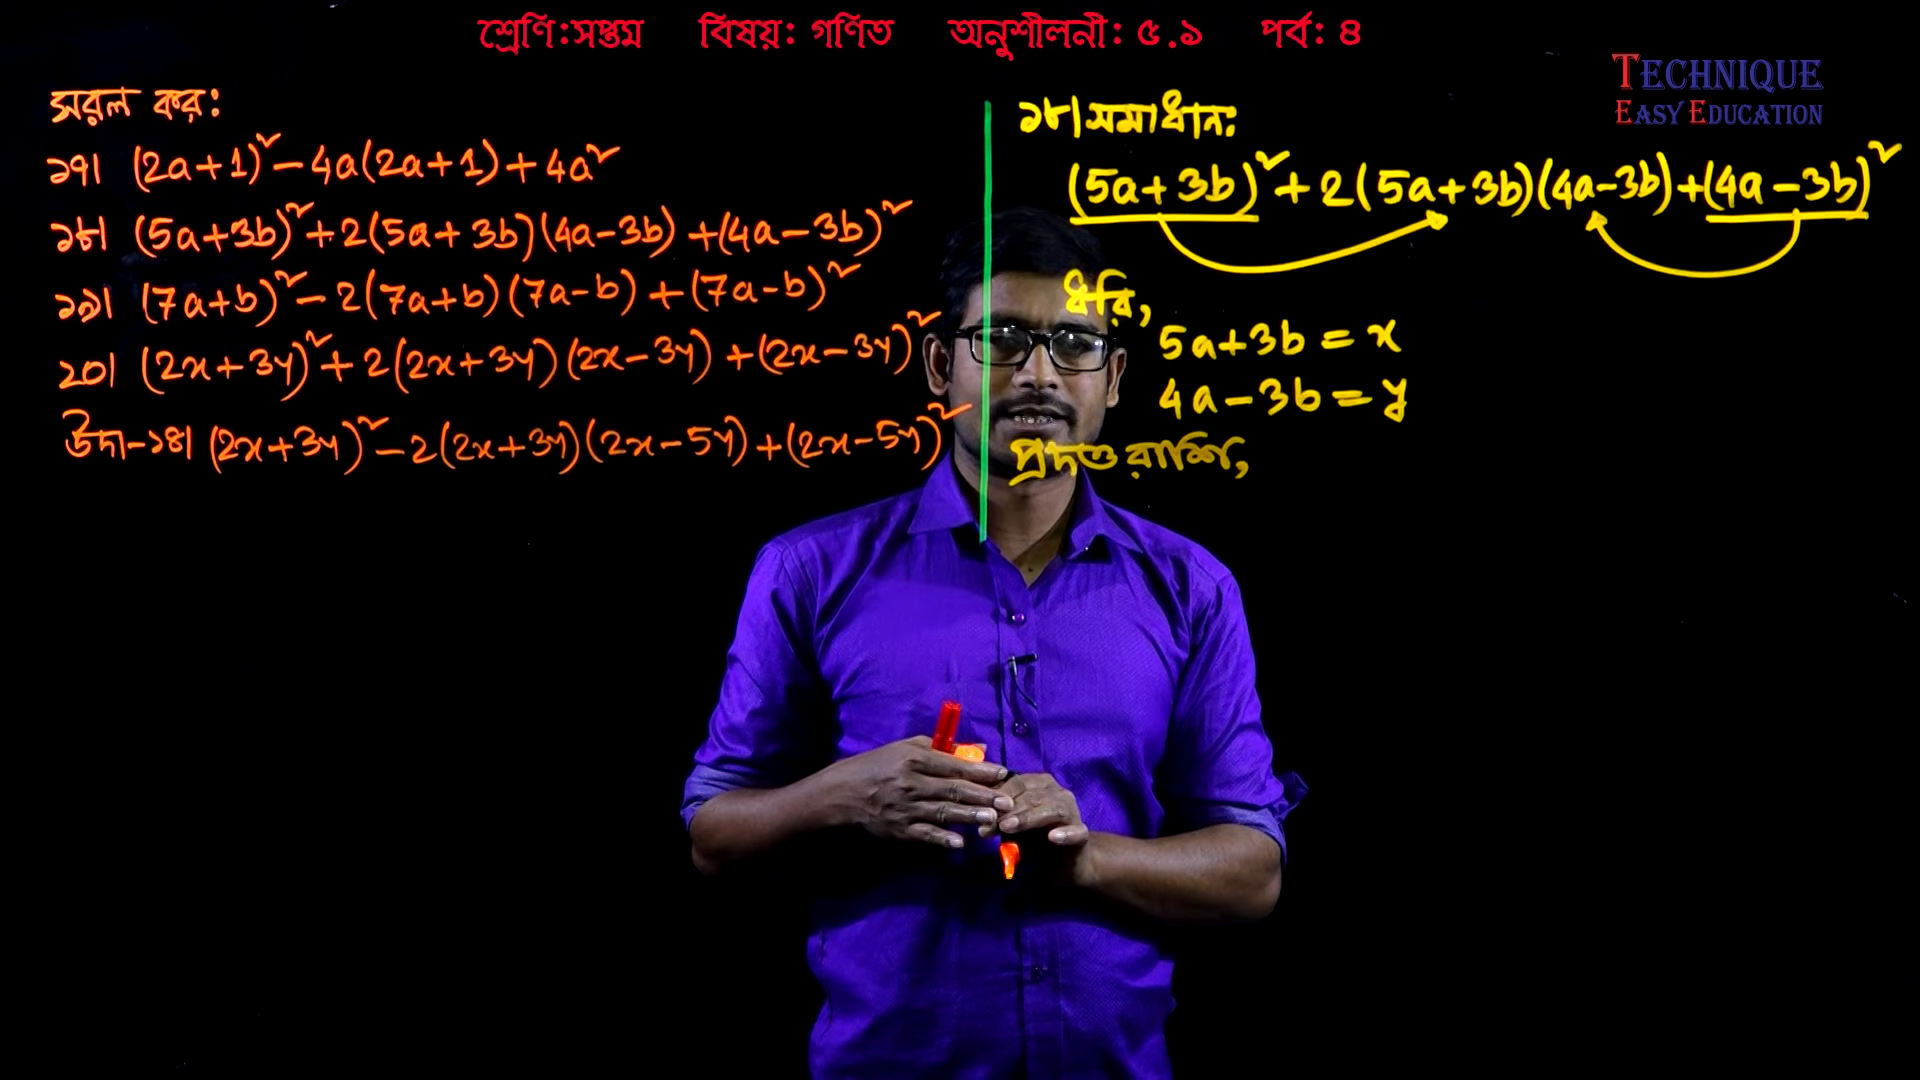 শ্রেণি:সপ্তম বিষয়: গণিত অনুশীলনী: ৫.১ পর্ব: ৪
TECHNIQUE
EASY EDUCATION
সরল কর:
১৭। (2a+1)² - 4a(2a+1) + 4a²
১৮। (5a+3b)² + 2(5a+3b)(4a-3b) + (4a-3b)²
১৯। (7a+b)² - 2(7a+b)(7a-b) + (7a-b)²
২০। (2x+3y)² + 2(2x+3y)(2x-3y) + (2x-3y)²
উদা-১৪। (2x+3y)² - 2(2x+3y)(2x-5y) + (2x-5y)²
১৮। সমাধান:
(5a+3b)² + 2(5a+3b)(4a-3b) + (4a-3b)²
ধরি,
5a+3b = x
4a-3b = y
প্রদত্ত রাশি,